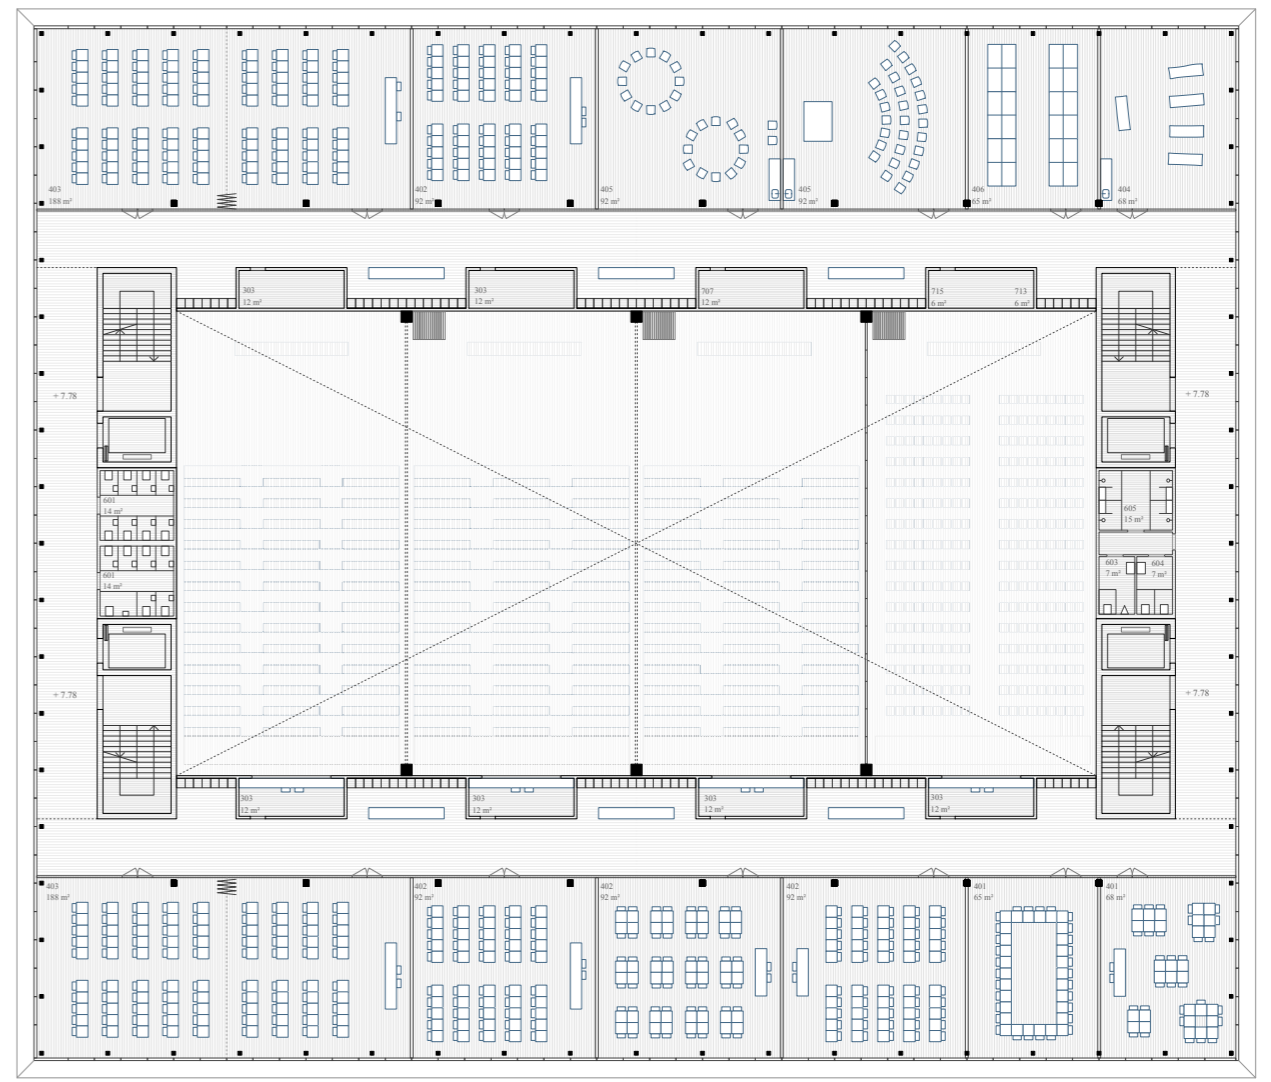 403
188 m²
402
92 m²
405
92 m²
405
92 m²
406
65 m²
404
68 m²
303
12 m²
303
12 m²
707
12 m²
715
6 m²
713
6 m²
+ 7.78
+ 7.78
601
14 m²
605
15 m²
601
14 m²
603
7 m²
604
7 m²
+ 7.78
+ 7.78
303
12 m²
303
12 m²
303
12 m²
303
12 m²
403
188 m²
402
92 m²
402
92 m²
402
92 m²
401
65 m²
401
68 m²